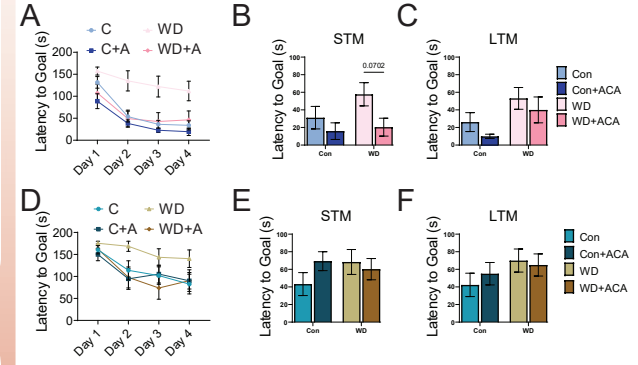 A
C
WD
C+A
WD+A
Latency to Goal (s)
200
150
100
50
0
Day 1
Day 2
Day 3
Day 4
B
STM
Latency to Goal (s)
100
80
60
40
20
0
0.0702
Con
WD
C
LTM
Latency to Goal (s)
100
80
60
40
20
0
Con
WD
Con
Con+ACA
WD
WD+ACA
D
C
WD
C+A
WD+A
Latency to Goal (s)
200
150
100
50
0
Day 1
Day 2
Day 3
Day 4
E
STM
Latency to Goal (s)
100
80
60
40
20
0
Con
WD
F
LTM
Latency to Goal (s)
100
80
60
40
20
0
Con
WD
Con
Con+ACA
WD
WD+ACA